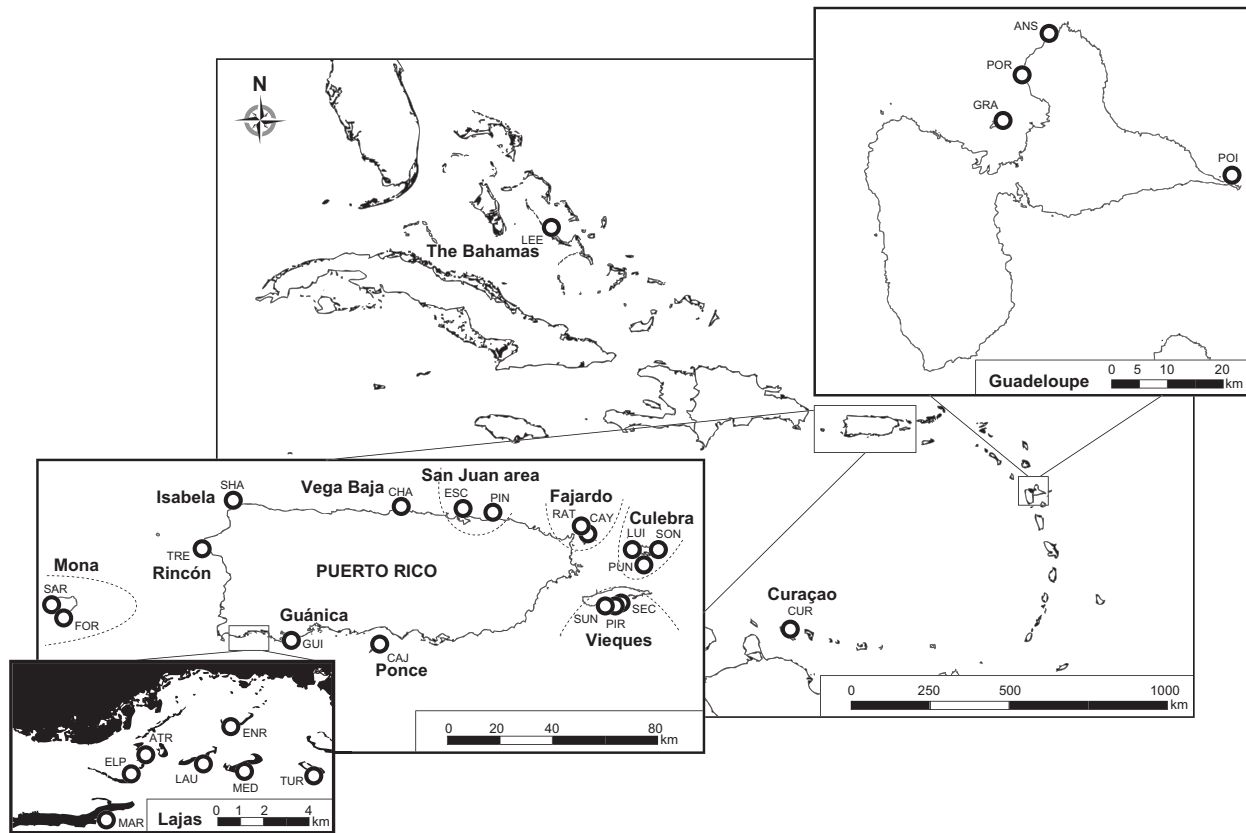 ANS
POR
GRA
POI
Guadeloupe
0 5 10 20
km
N
LEE
The Bahamas
Curaçao
CUR
0 250 500 1000
km
San Juan area
Isabela
SHA
Vega Baja
CHA
ESC
PIN
Fajardo
RAT
CAY
Culebra
LUI
SON
PUN
TRE
Rincón
PUERTO RICO
Mona
SAR
FOR
SUN
PIR
SEC
Vieques
Guánica
GUI
CAJ
Ponce
0 20 40 80
km
ENR
ATR
ELP
LAU
MED
TUR
MAR
Lajas
0 1 2 4
km